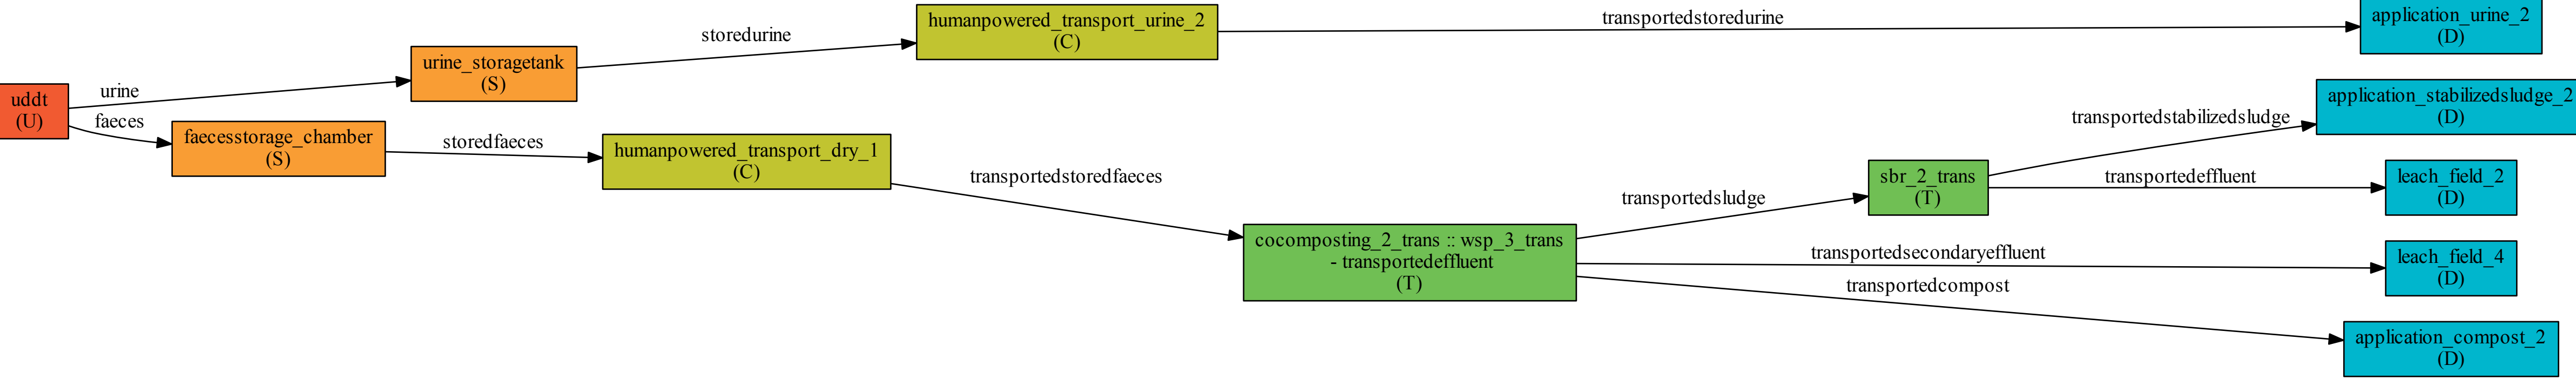 uddt
(U)
urine
faeces
urine_storagetank
(S)
faecesstorage_chamber
(S)
storedurine
storedfaeces
humanpowered_transport_urine_2
(C)
humanpowered_transport_dry_1
(C)
transportedstoredurine
transportedstoredfaeces
cocomposting_2_trans :: wsp_3_trans
- transportedeffluent
(T)
transportedsludge
transportedsecondaryeffluent
transportedcompost
sbr_2_trans
(T)
transportedstabilizedsludge
transportedeffluent
application_urine_2
(D)
application_stabilizedsludge_2
(D)
leach_field_2
(D)
leach_field_4
(D)
application_compost_2
(D)